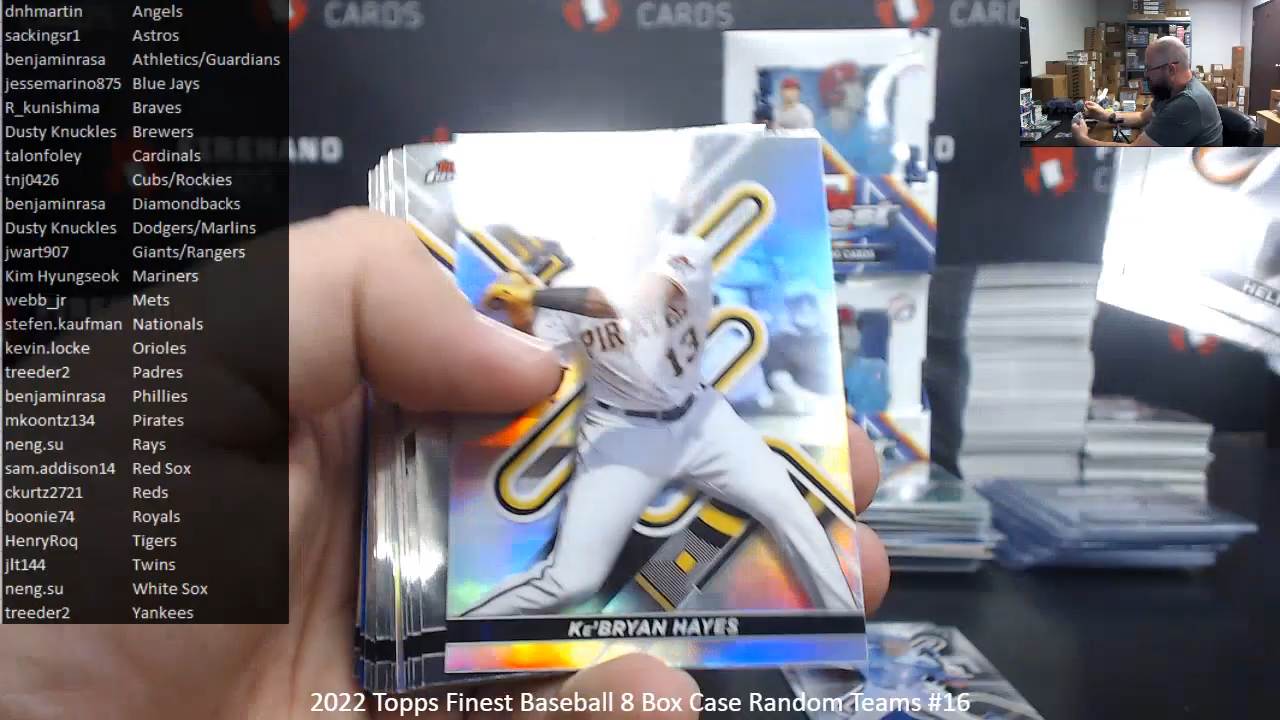 dnhmartin Angels
sackingsr1 Astros
benjaminrasa Athletics/Guardians
jessemarino875 Blue Jays
R_kunishima Braves
Dusty Knuckles Brewers
talonfoley Cardinals
tnj0426 Cubs/Rockies
benjaminrasa Diamondbacks
Dusty Knuckles Dodgers/Marlins
jwart907 Giants/Rangers
Kim Hyungseok Mariners
webb_jr Mets
stefen.kaufman Nationals
kevin.locke Orioles
treeder2 Padres
benjaminrasa Phillies
mkoontz134 Pirates
neng.su Rays
sam.addison14 Red Sox
ckurtz2721 Reds
boonie74 Royals
HenryRoq Tigers
jlt144 Twins
neng.su White Sox
treeder2 Yankees
CARDS
CARDS
CARD
PIRATES
13
KE'BRYAN HAYES
HEL
2022 Topps Finest Baseball 8 Box Case Random Teams #16